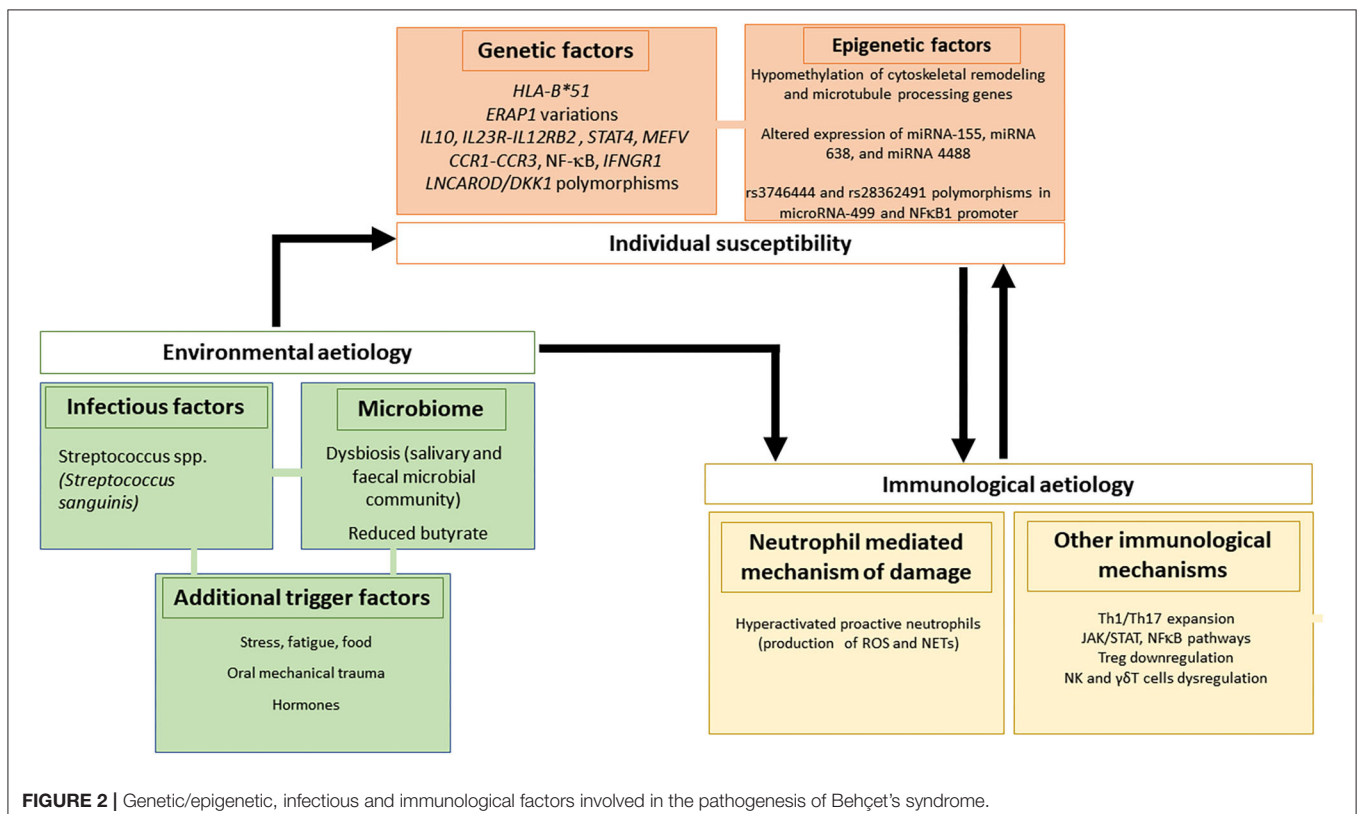 Genetic factors
HLA-B*51
ERAP1 variations
IL10, IL23R-IL12RB2 , STAT4, MEFV
CCR1-CCR3, NF-κB, IFNGR1
LNCAROD/DKK1 polymorphisms
Epigenetic factors
Hypomethylation of cytoskeletal remodeling
and microtubule processing genes
Altered expression of miRNA-155, miRNA
638, and miRNA 4488
rs3746444 and rs28362491 polymorphisms in
microRNA-499 and NFκB1 promoter
Individual susceptibility
Environmental aetiology
Infectious factors
Streptococcus spp.
(Streptococcus
sanguinis)
Microbiome
Dysbiosis (salivary and
faecal microbial
community)
Reduced butyrate
Additional trigger factors
Stress, fatigue, food
Oral mechanical trauma
Hormones
Immunological aetiology
Neutrophil mediated
mechanism of damage
Hyperactivated proactive neutrophils
(production of ROS and NETs)
Other immunological
mechanisms
Th1/Th17 expansion
JAK/STAT, NFκB pathways
Treg downregulation
NK and γδT cells dysregulation
FIGURE 2 | Genetic/epigenetic, infectious and immunological factors involved in the pathogenesis of Behçet's syndrome.